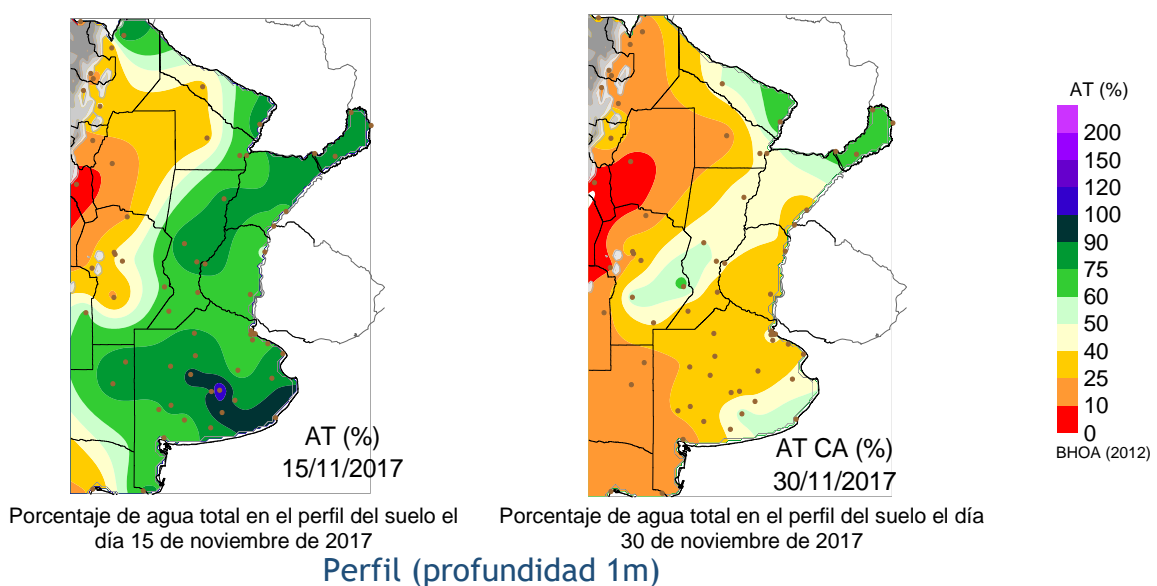 AT (%)
15/11/2017
AT CA (%)
30/11/2017
AT (%)
200
150
120
100
90
75
60
50
40
25
10
0
BHOA (2012)
Porcentaje de agua total en el perfil del suelo el
día 15 de noviembre de 2017
Porcentaje de agua total en el perfil del suelo el día
30 de noviembre de 2017
Perfil (profundidad 1m)